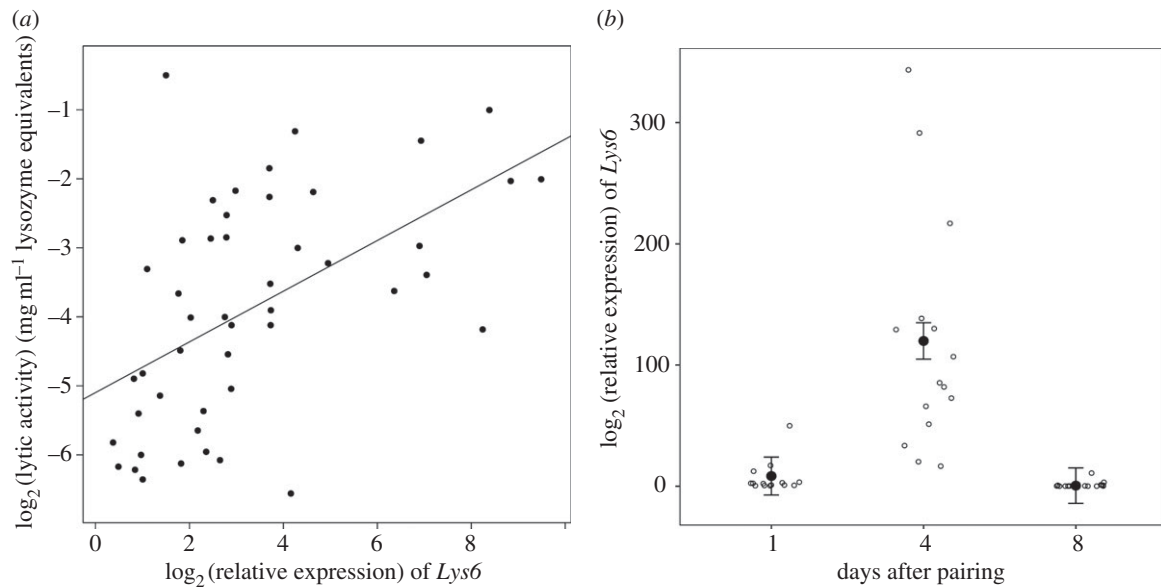 (a)
log₂ (lytic activity) (mg ml⁻¹ lysozyme equivalents)
–1
–2
–3
–4
–5
–6
0 2 4 6 8
log₂ (relative expression) of Lys6
(b)
log₂ (relative expression) of Lys6
300
200
100
0
1 4 8
days after pairing